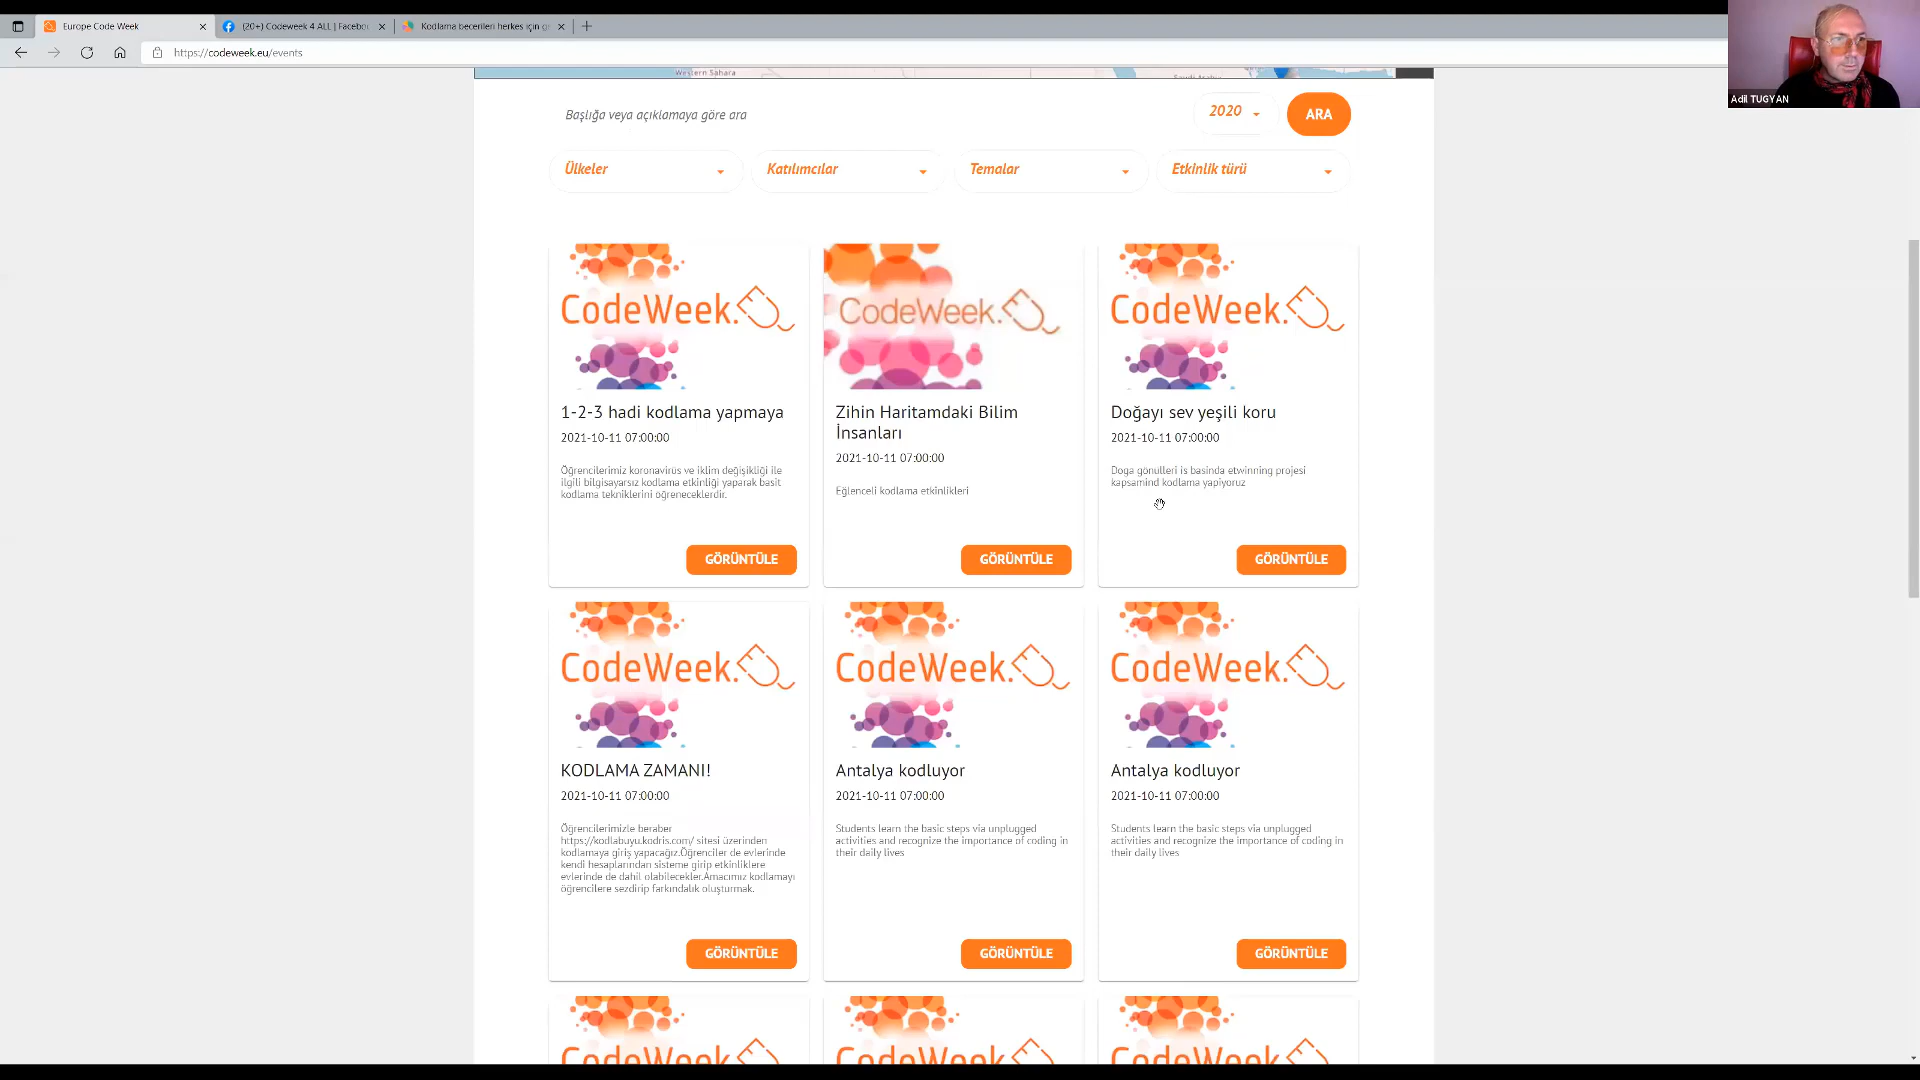 Europe Code Week
(20+) Codeweek 4 ALL | Facebo
Kodlama becerileri herkes için g
https://codeweek.eu/events
Adil TUGYAN
Western Sahara
Başlığa veya açıklamaya göre ara
2020
ARA
Ülkeler
Katılımcılar
Temalar
Etkinlik türü
CodeWeek.
CodeWeek.
CodeWeek.
1-2-3 hadi kodlama yapmaya
2021-10-11 07:00:00
Öğrencilerimiz koronavirüs ve iklim değişikliği ile
ilgili bilgisayarsız kodlama etkinliği yaparak basit
kodlama tekniklerini öğreneceklerdir.
GÖRÜNTÜLE
Zihin Haritamdaki Bilim
İnsanları
2021-10-11 07:00:00
Eğlenceli kodlama etkinlikleri
GÖRÜNTÜLE
Doğayı sev yeşili koru
2021-10-11 07:00:00
Doga gönülleri is basinda etwinning projesi
kapsamind kodlama yapiyoruz
GÖRÜNTÜLE
CodeWeek.
CodeWeek.
CodeWeek.
KODLAMA ZAMANI!
2021-10-11 07:00:00
Öğrencilerimizle beraber
https://kodlabuyu.kodris.com/ sitesi üzerinden
kodlamaya giriş yapacağız.Öğrenciler de evlerinde
kendi hesaplarından sisteme girip etkinliklere
evlerinde de dahil olabilecekler.Amacımız kodlamayı
öğrencilere sezdirip farkındalık oluşturmak.
GÖRÜNTÜLE
Antalya kodluyor
2021-10-11 07:00:00
Students learn the basic steps via unplugged
activities and recognize the importance of coding in
their daily lives
GÖRÜNTÜLE
Antalya kodluyor
2021-10-11 07:00:00
Students learn the basic steps via unplugged
activities and recognize the importance of coding in
their daily lives
GÖRÜNTÜLE
CodeWeek.
CodeWeek.
CodeWeek.